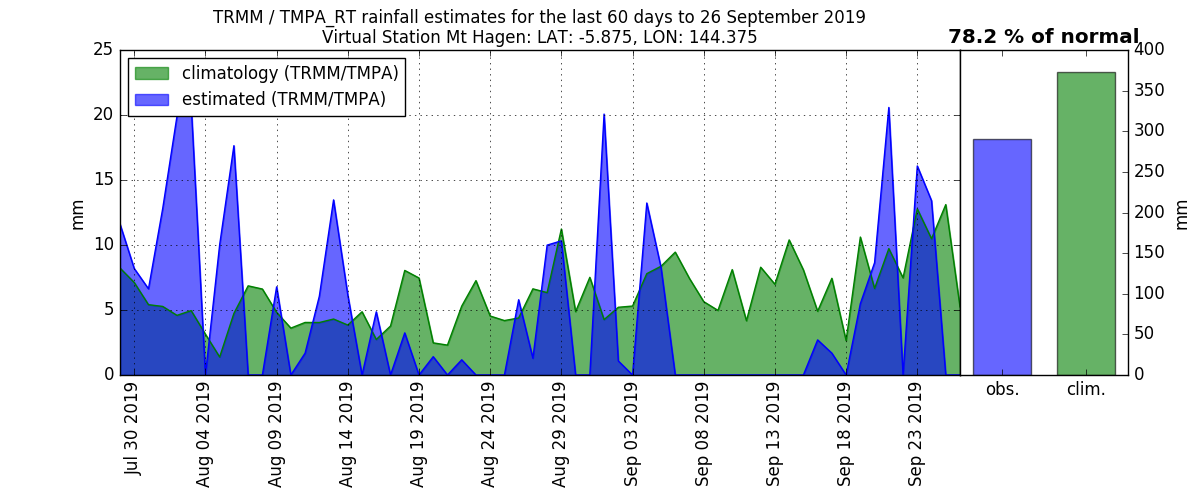 TRMM / TMPA_RT rainfall estimates for the last 60 days to 26 September 2019
Virtual Station Mt Hagen: LAT: -5.875, LON: 144.375
78.2 % of normal
climatology (TRMM/TMPA)
estimated (TRMM/TMPA)
25
20
15
10
5
0
mm
Jul 30 2019
Aug 04 2019
Aug 09 2019
Aug 14 2019
Aug 19 2019
Aug 24 2019
Aug 29 2019
Sep 03 2019
Sep 08 2019
Sep 13 2019
Sep 18 2019
Sep 23 2019
400
350
300
250
200
150
100
50
0
mm
obs.
clim.